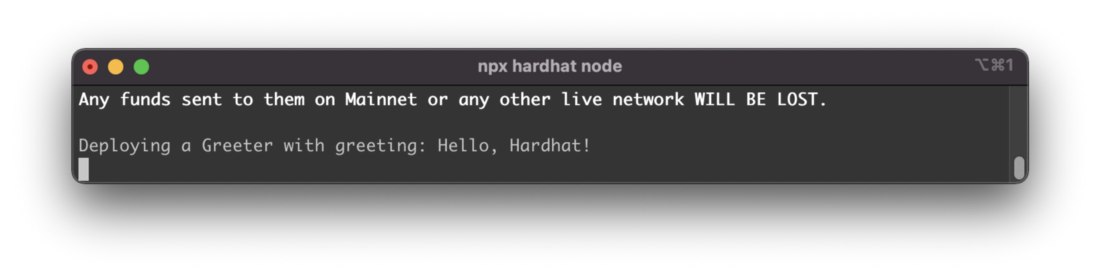 npx hardhat node
⌥⌘1
Any funds sent to them on Mainnet or any other live network WILL BE LOST.
Deploying a Greeter with greeting: Hello, Hardhat!